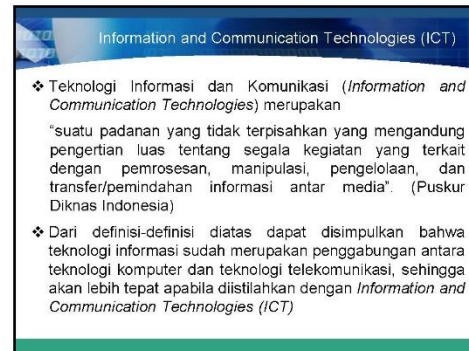 Information and Communication Technologies (ICT)
❖ Teknologi Informasi dan Komunikasi (Information and
Communication Technologies) merupakan
“suatu padanan yang tidak terpisahkan yang mengandung
pengertian luas tentang segala kegiatan yang terkait
dengan pemrosesan, manipulasi, pengelolaan, dan
transfer/pemindahan informasi antar media”. (Puskur
Diknas Indonesia)
❖ Dari definisi-definisi diatas dapat disimpulkan bahwa
teknologi informasi sudah merupakan penggabungan antara
teknologi komputer dan teknologi telekomunikasi, sehingga
akan lebih tepat apabila diistilahkan dengan Information and
Communication Technologies (ICT)